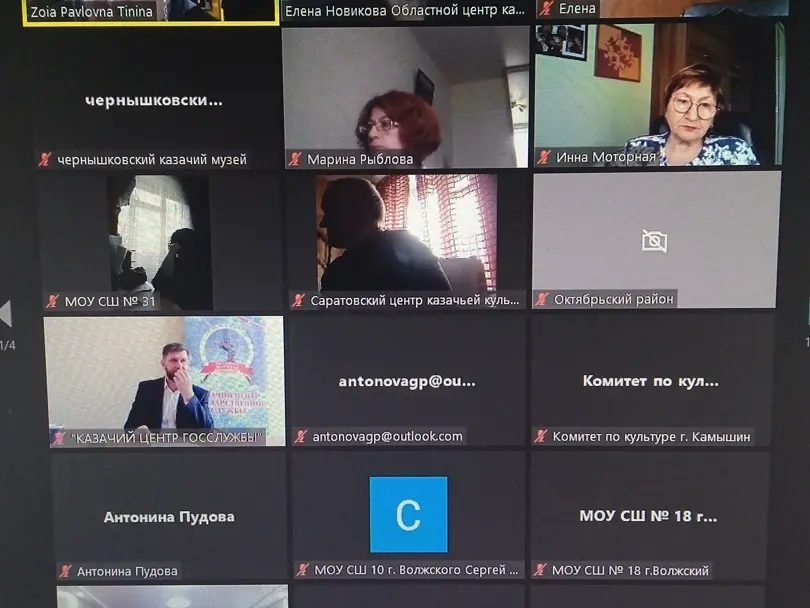 Zoia Pavlovna Tinina
Елена Новикова Областной центр ка...
Елена
чернышковски...
чернышковский казачий музей
Марина Рыблова
Инна Моторная
МОУ СШ № 31
Саратовский центр казачьей куль...
Октябрьский район
1/4
1
"КАЗАЧИЙ ЦЕНТР ГОССЛУЖБЫ"
antonovagp@ou...
antonovagp@outlook.com
Комитет по кул...
Комитет по культуре г. Камышин
Антонина Пудова
Антонина Пудова
С
МОУ СШ 10 г. Волжского Сергей ...
МОУ СШ № 18 г...
МОУ СШ № 18 г.Волжский